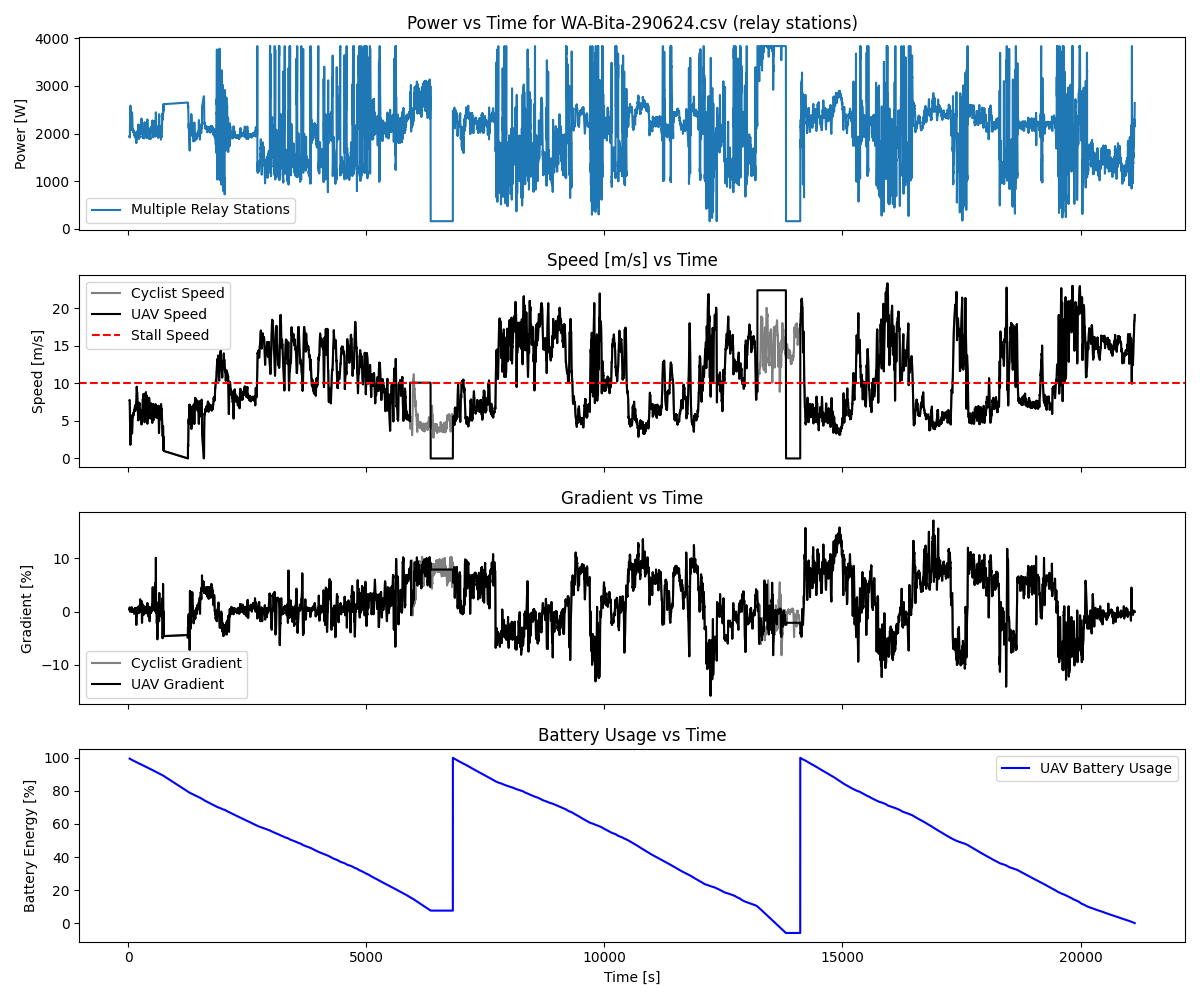 Power vs Time for WA-Bita-290624.csv (relay stations)
4000
3000
2000
1000
0
Power [W]
Multiple Relay Stations
Speed [m/s] vs Time
20
15
10
5
0
Speed [m/s]
Cyclist Speed
UAV Speed
Stall Speed
Gradient vs Time
10
0
−10
Gradient [%]
Cyclist Gradient
UAV Gradient
Battery Usage vs Time
100
80
60
40
20
0
Battery Energy [%]
UAV Battery Usage
0
5000
10000
15000
20000
Time [s]